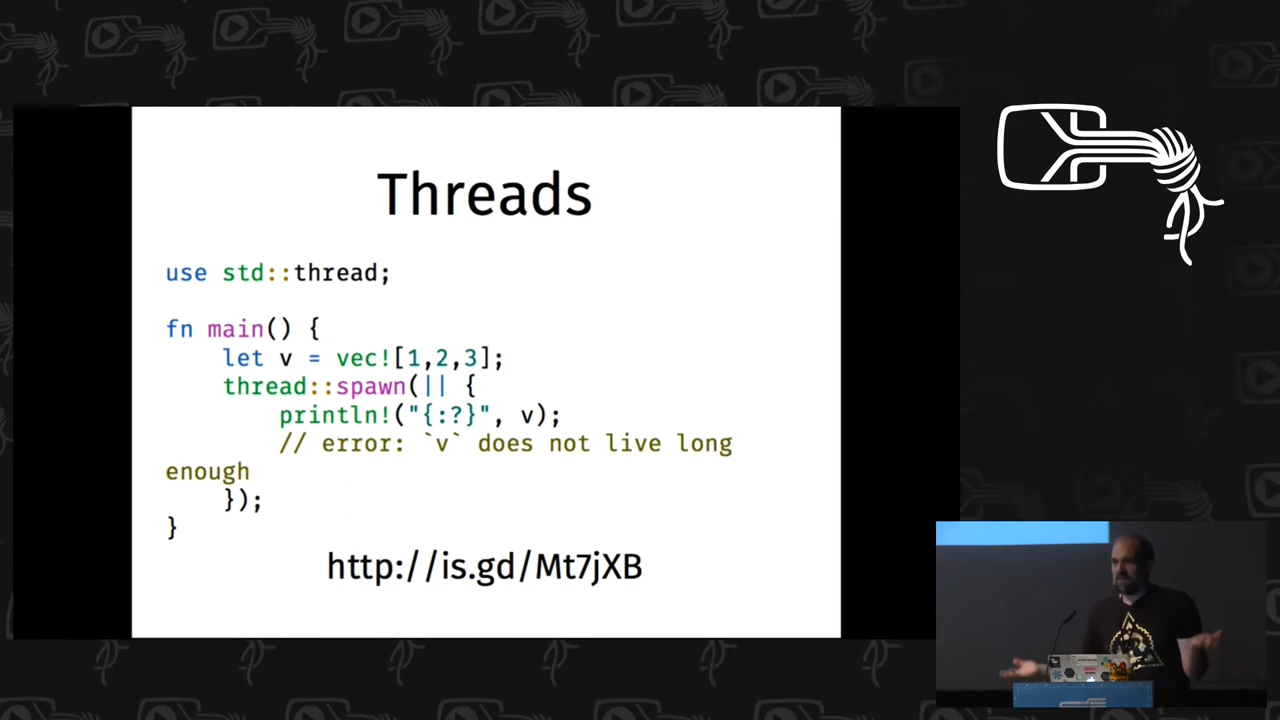 Threads
use std::thread;
fn main() {
let v = vec![1,2,3];
thread::spawn(|| {
println!("{:?}", v);
// error: `v` does not live long
enough
});
}
http://is.gd/Mt7jXB